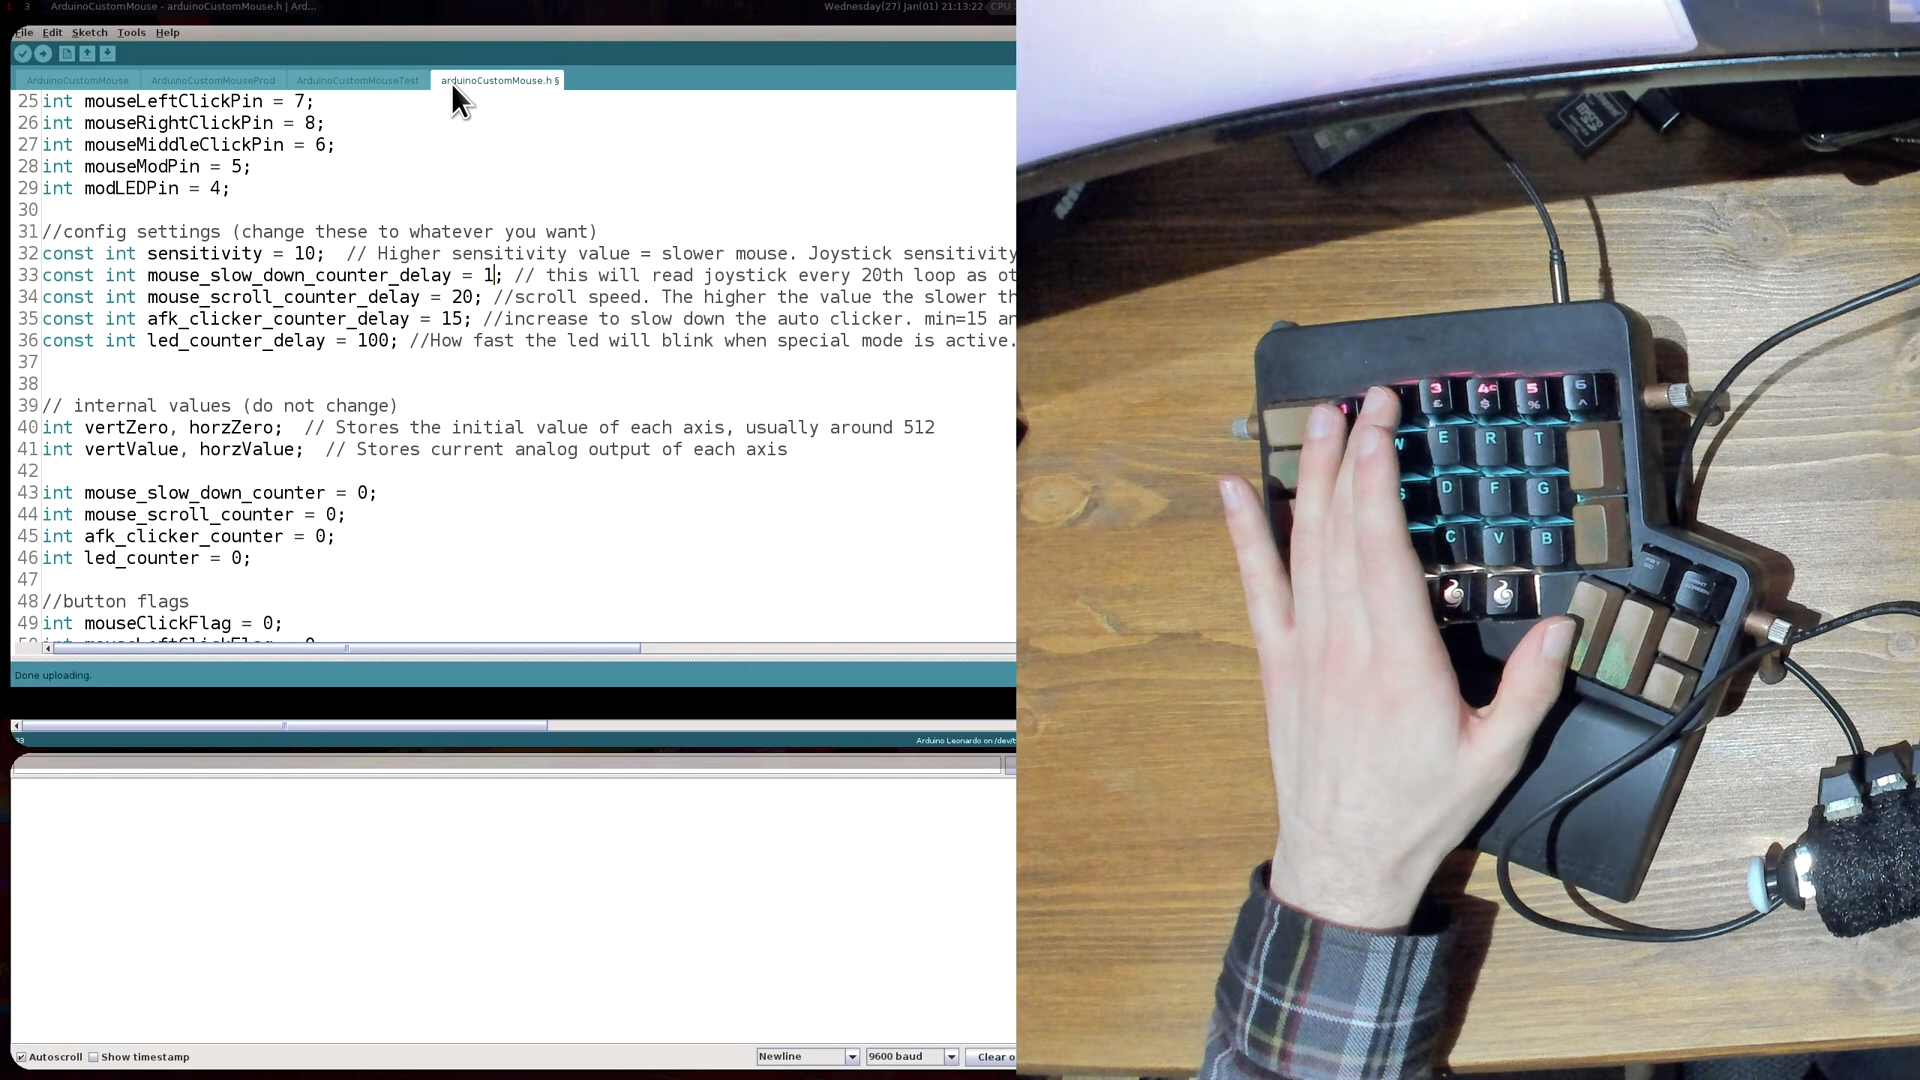 1 3 ArduinoCustomMouse - arduinoCustomMouse.h | Ard... Wednesday(27) Jan(01) 21:13:22 CPU
File Edit Sketch Tools Help
ArduinoCustomMouse ArduinoCustomMouseProd ArduinoCustomMouseTest arduinoCustomMouse.h §
25 int mouseLeftClickPin = 7;
26 int mouseRightClickPin = 8;
27 int mouseMiddleClickPin = 6;
28 int mouseModPin = 5;
29 int modLEDPin = 4;
30
31 //config settings (change these to whatever you want)
32 const int sensitivity = 10;  // Higher sensitivity value = slower mouse. Joystick sensitivity
33 const int mouse_slow_down_counter_delay = 1; // this will read joystick every 20th loop as ot
34 const int mouse_scroll_counter_delay = 20; //scroll speed. The higher the value the slower th
35 const int afk_clicker_counter_delay = 15; //increase to slow down the auto clicker. min=15 an
36 const int led_counter_delay = 100; //How fast the led will blink when special mode is active.
37
38
39 // internal values (do not change)
40 int vertZero, horzZero;  // Stores the initial value of each axis, usually around 512
41 int vertValue, horzValue;  // Stores current analog output of each axis
42
43 int mouse_slow_down_counter = 0;
44 int mouse_scroll_counter = 0;
45 int afk_clicker_counter = 0;
46 int led_counter = 0;
47
48 //button flags
49 int mouseClickFlag = 0;
Done uploading.
33 Arduino Leonardo on /dev/t
Autoscroll Show timestamp Newline 9600 baud Clear o
1 3 £ 4 $ 5 % 6 ^
W E R T
S D F G
C V B